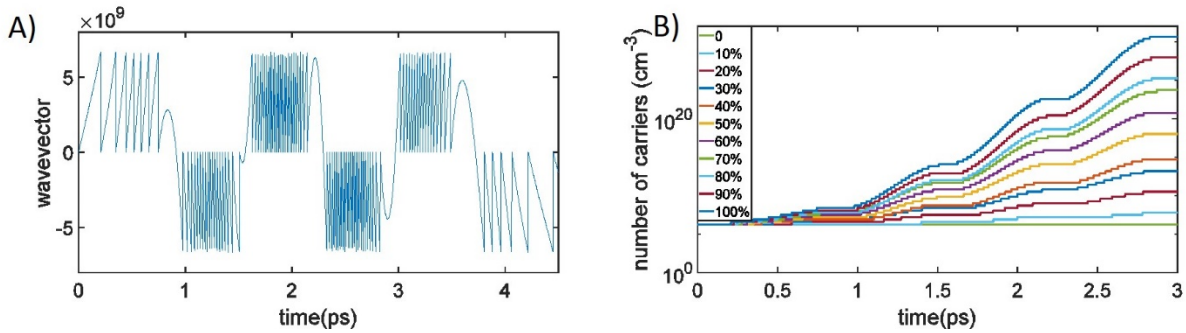 A)
×10⁹
5
0
-5
wavevector
0 1 2 3 4
time(ps)
B)
number of carriers (cm⁻³)
10²⁰
10⁰
0
10%
20%
30%
40%
50%
60%
70%
80%
90%
100%
0 0.5 1 1.5 2 2.5 3
time(ps)